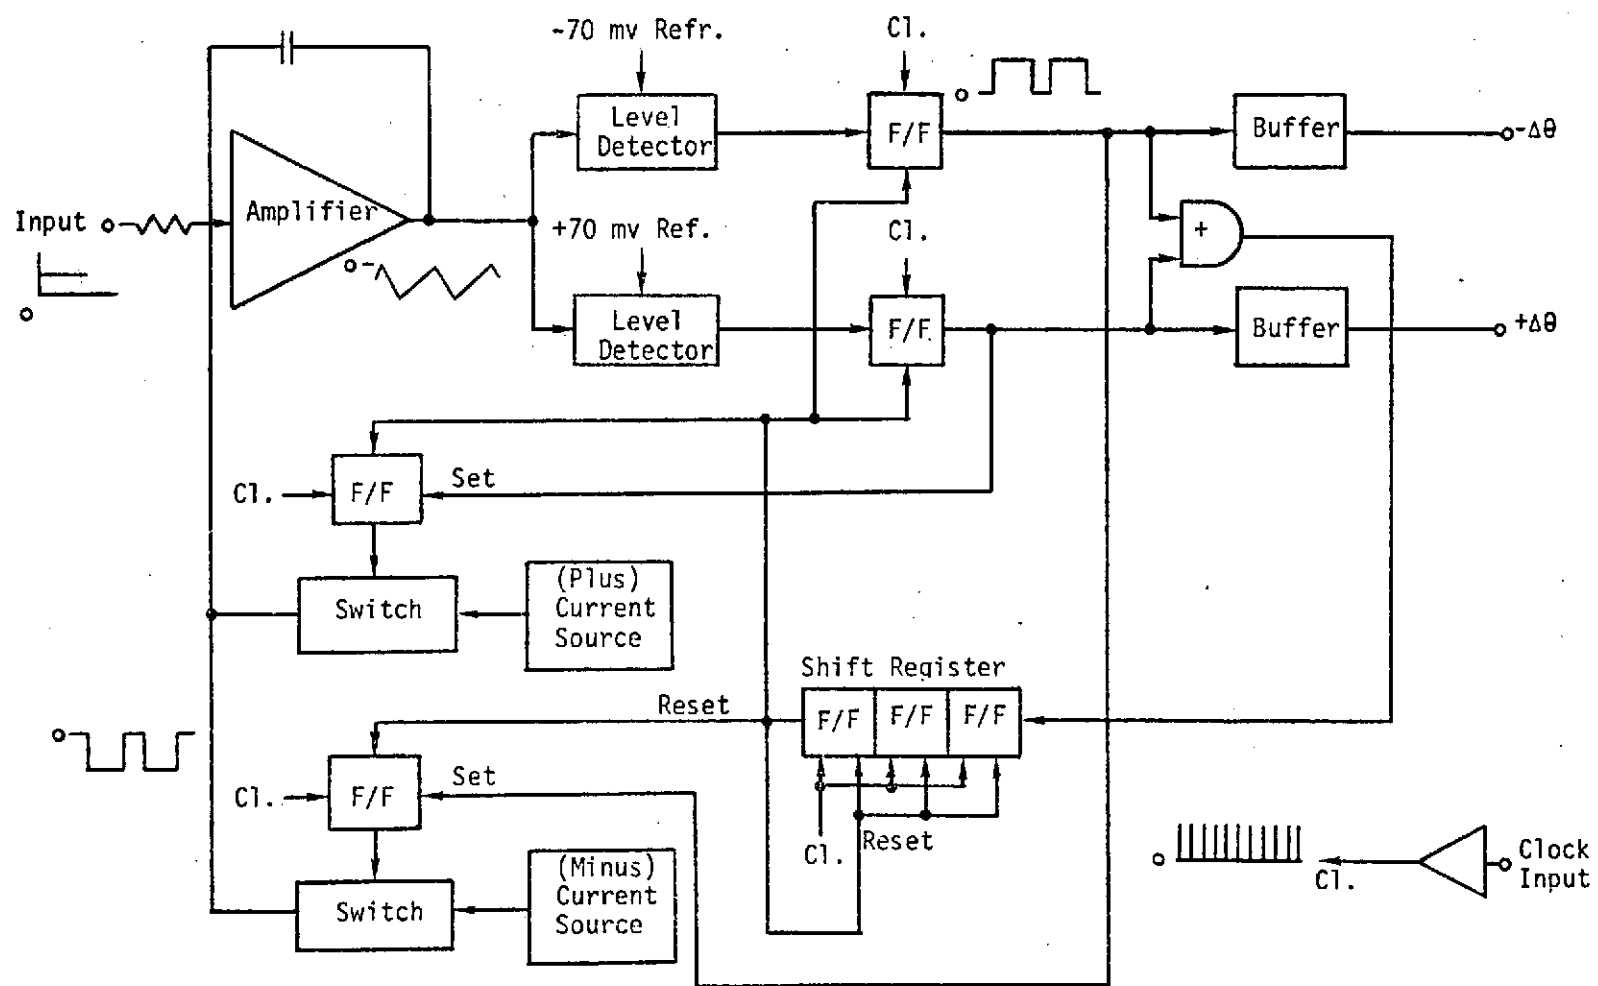 -70 mv Refr.
Cl.
Level
Detector
F/F
Buffer
-Δθ
Input
Amplifier
+70 mv Ref.
Cl.
+
Level
Detector
F/F
Buffer
+Δθ
Cl.
F/F
Set
Switch
(Plus)
Current
Source
Shift Register
Reset
F/F
F/F
F/F
Cl.
F/F
Set
Cl.
Reset
Switch
(Minus)
Current
Source
Cl.
Clock
Input